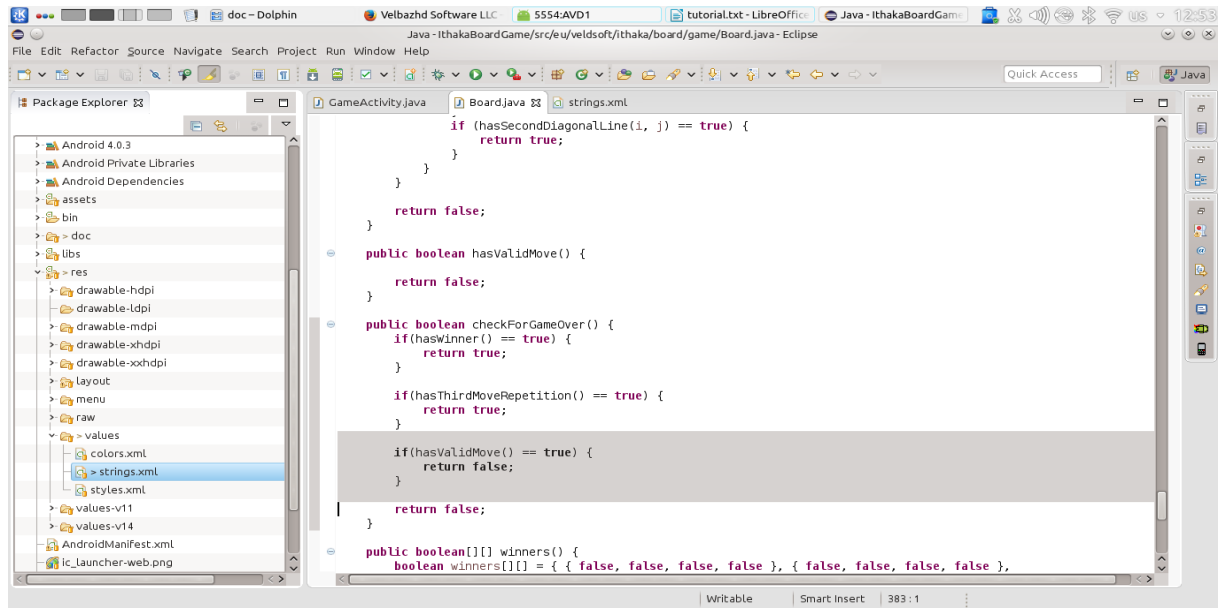 doc – Dolphin
Velbazhd Software LLC
5554:AVD1
tutorial.txt - LibreOffice
Java - IthakaBoardGame
us
12:53
Java - IthakaBoardGame/src/eu/veldsoft/ithaka/board/game/Board.java - Eclipse
File Edit Refactor Source Navigate Search Project Run Window Help
Quick Access
Java
Package Explorer
GameActivity.java
Board.java
strings.xml
Android 4.0.3
Android Private Libraries
Android Dependencies
assets
bin
> doc
libs
> res
drawable-hdpi
drawable-ldpi
drawable-mdpi
drawable-xhdpi
drawable-xxhdpi
layout
menu
raw
> values
colors.xml
> strings.xml
styles.xml
values-v11
values-v14
AndroidManifest.xml
ic_launcher-web.png
if (hasSecondDiagonalLine(i, j) == true) {
return true;
}
}
}
return false;
}
public boolean hasValidMove() {
return false;
}
public boolean checkForGameOver() {
if(hasWinner() == true) {
return true;
}
if(hasThirdMoveRepetition() == true) {
return true;
}
if(hasValidMove() == true) {
return false;
}
return false;
}
public boolean[][] winners() {
boolean winners[][] = { { false, false, false, false }, { false, false, false, false },
Writable
Smart Insert
383 : 1